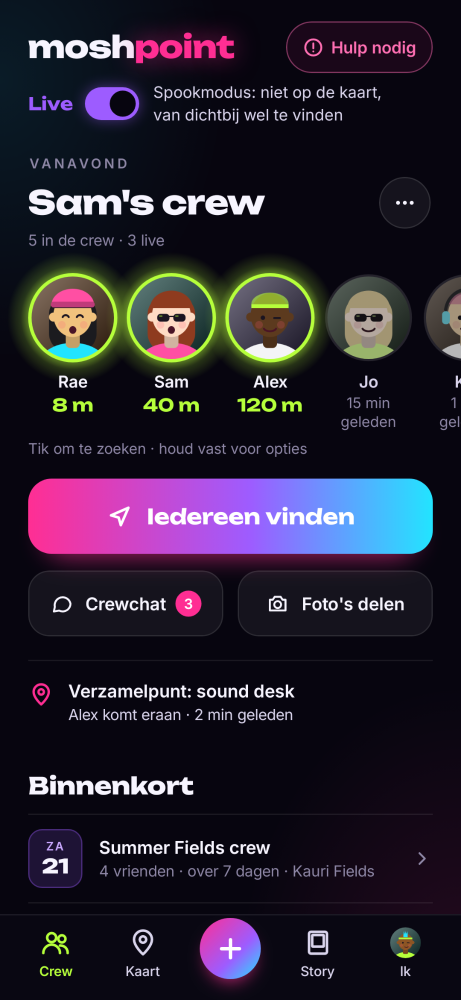 moshpoint
Hulp nodig
Live
Spookmodus: niet op de kaart,
van dichtbij wel te vinden
VANAVOND
Sam's crew
5 in de crew · 3 live
Rae
Sam
Alex
Jo
K
8 m
40 m
120 m
15 min
geleden
1
gel
Tik om te zoeken · houd vast voor opties
Iedereen vinden
Crewchat 3
Foto's delen
Verzamelpunt: sound desk
Alex komt eraan · 2 min geleden
Binnenkort
ZA
21
Summer Fields crew
4 vrienden · over 7 dagen · Kauri Fields
Crew
Kaart
Story
Ik